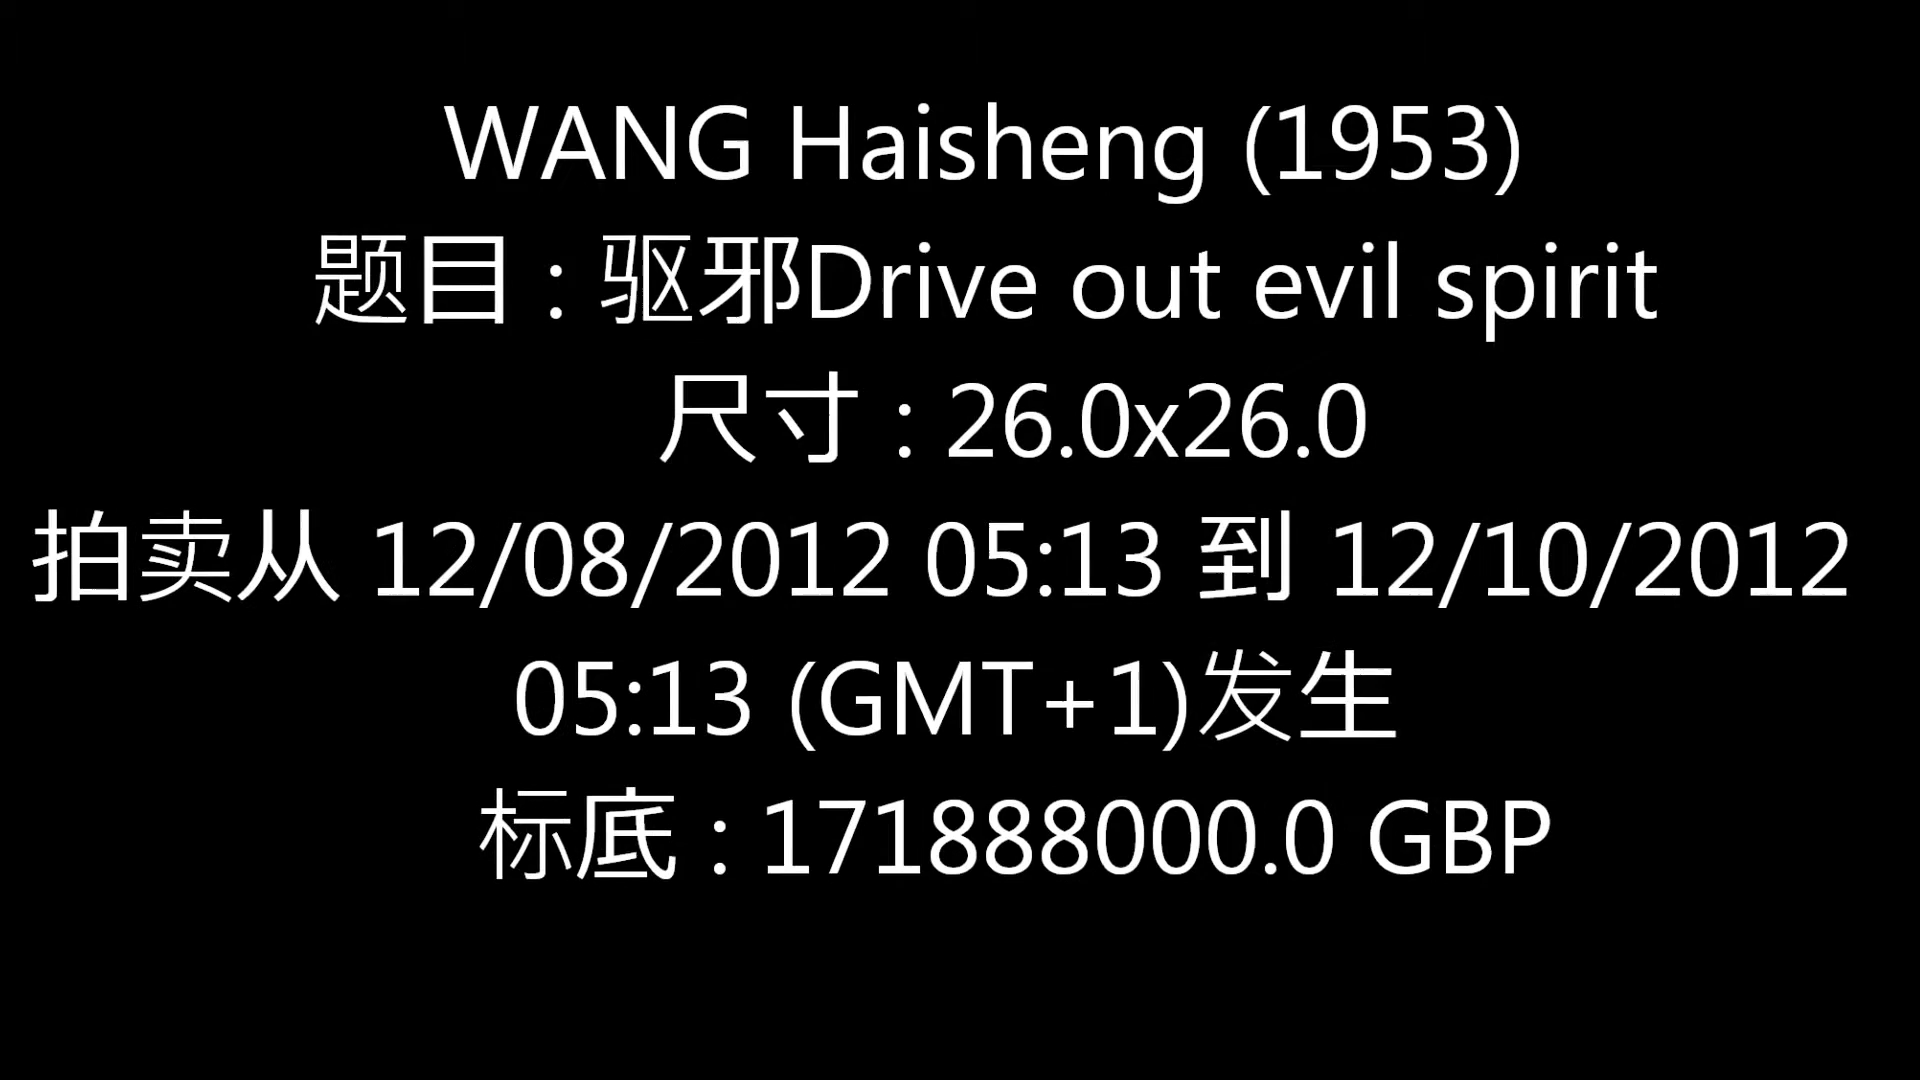 WANG Haisheng (1953)
题目：驱邪Drive out evil spirit
尺寸：26.0x26.0
拍卖从 12/08/2012 05:13 到 12/10/2012
05:13 (GMT+1)发生
标底：171888000.0 GBP